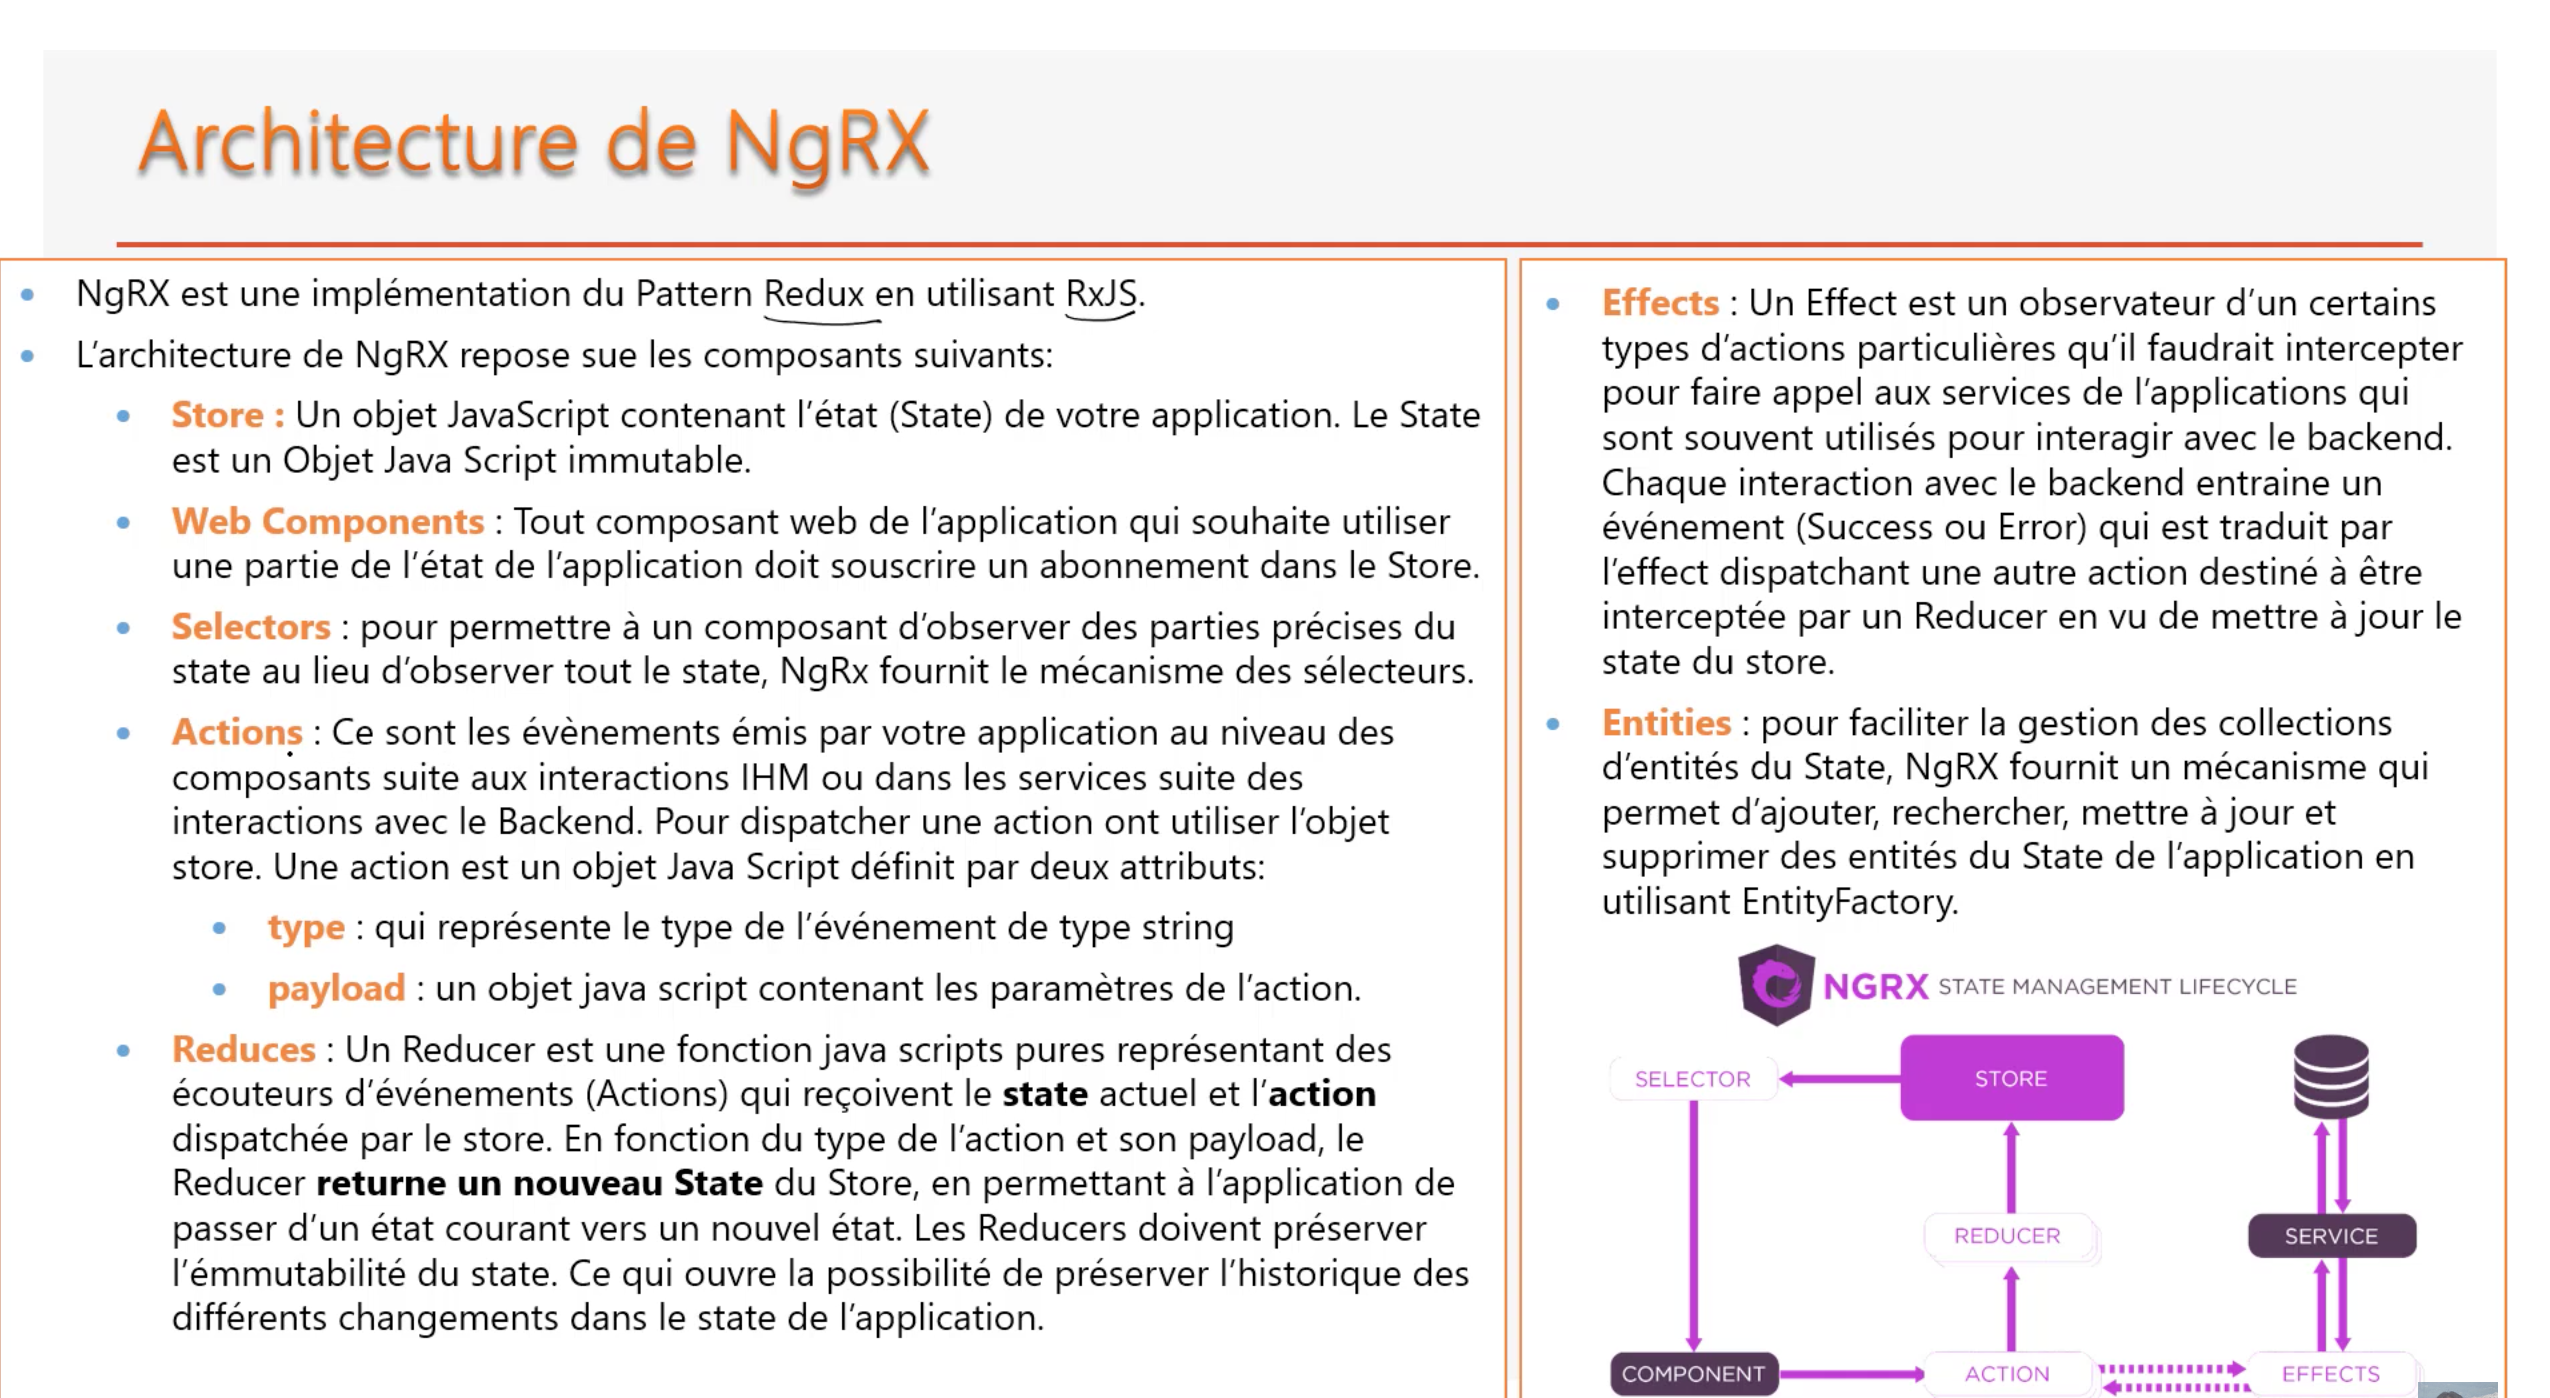 Architecture de NgRX
NgRX est une implémentation du Pattern Redux en utilisant RxJS.
L’architecture de NgRX repose sue les composants suivants:
Store : Un objet JavaScript contenant l’état (State) de votre application. Le State
est un Objet Java Script immutable.
Web Components : Tout composant web de l’application qui souhaite utiliser
une partie de l’état de l’application doit souscrire un abonnement dans le Store.
Selectors : pour permettre à un composant d’observer des parties précises du
state au lieu d’observer tout le state, NgRx fournit le mécanisme des sélecteurs.
Actions : Ce sont les évènements émis par votre application au niveau des
composants suite aux interactions IHM ou dans les services suite des
interactions avec le Backend. Pour dispatcher une action ont utiliser l’objet
store. Une action est un objet Java Script définit par deux attributs:
type : qui représente le type de l’événement de type string
payload : un objet java script contenant les paramètres de l’action.
Reduces : Un Reducer est une fonction java scripts pures représentant des
écouteurs d’événements (Actions) qui reçoivent le state actuel et l’action
dispatchée par le store. En fonction du type de l’action et son payload, le
Reducer returne un nouveau State du Store, en permettant à l’application de
passer d’un état courant vers un nouvel état. Les Reducers doivent préserver
l’émmutabilité du state. Ce qui ouvre la possibilité de préserver l’historique des
différents changements dans le state de l’application.
Effects : Un Effect est un observateur d’un certains
types d’actions particulières qu’il faudrait intercepter
pour faire appel aux services de l’applications qui
sont souvent utilisés pour interagir avec le backend.
Chaque interaction avec le backend entraine un
événement (Success ou Error) qui est traduit par
l’effect dispatchant une autre action destiné à être
interceptée par un Reducer en vu de mettre à jour le
state du store.
Entities : pour faciliter la gestion des collections
d’entités du State, NgRX fournit un mécanisme qui
permet d’ajouter, rechercher, mettre à jour et
supprimer des entités du State de l’application en
utilisant EntityFactory.
NGRX STATE MANAGEMENT LIFECYCLE
SELECTOR
STORE
REDUCER
SERVICE
COMPONENT
ACTION
EFFECTS